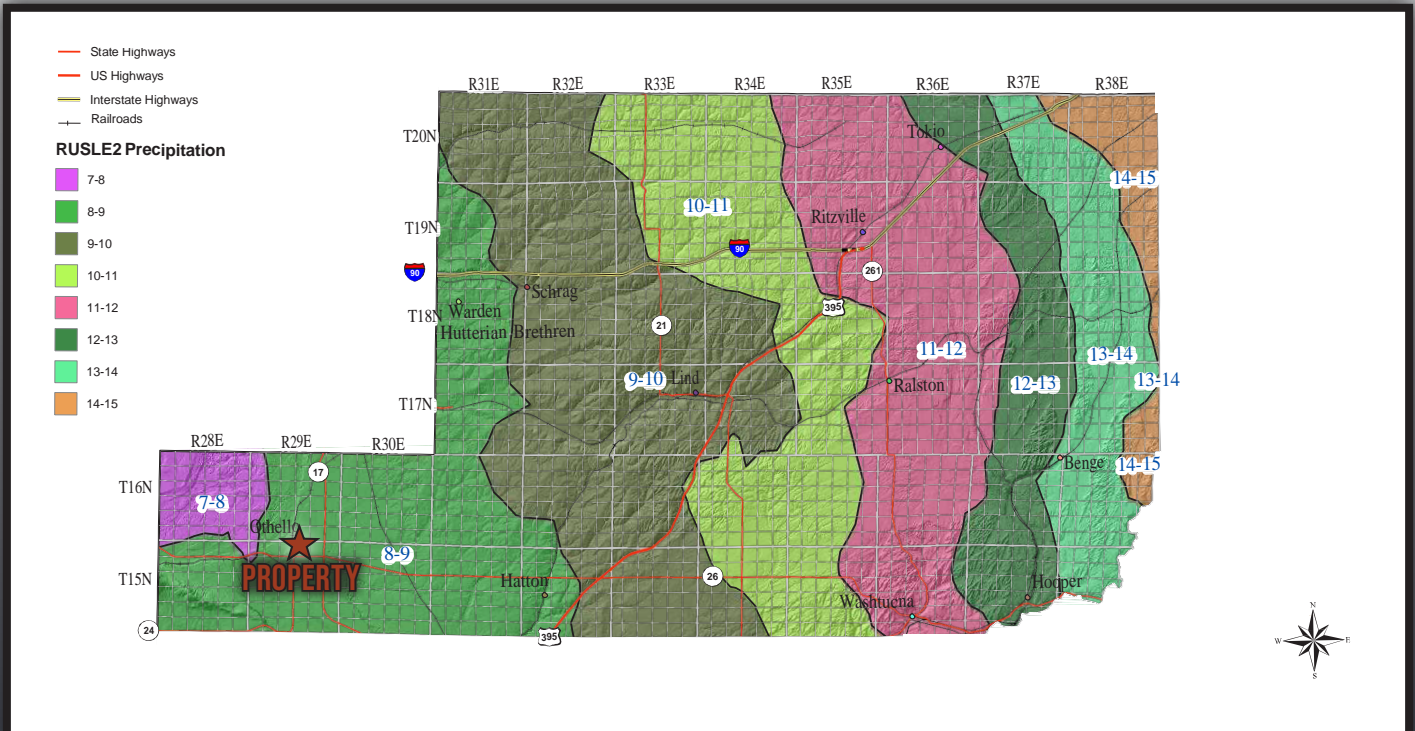 State Highways
US Highways
Interstate Highways
Railroads
RUSLE2 Precipitation
7-8
8-9
9-10
10-11
11-12
12-13
13-14
14-15
R31E R32E R33E R34E R35E R36E R37E R38E
T20N
Tokio
14-15
10-11
Ritzville
T19N
90
90
261
Schrag
Warden
395
T18N
21
Hutterian Brethren
11-12
13-14
9-10
Lind
12-13
13-14
Ralston
T17N
R28E R29E R30E
Benge
14-15
17
T16N
7-8
Othello
8-9
PROPERTY
T15N
Hatton
26
Hooper
Washtucna
24
395
N
W E
S